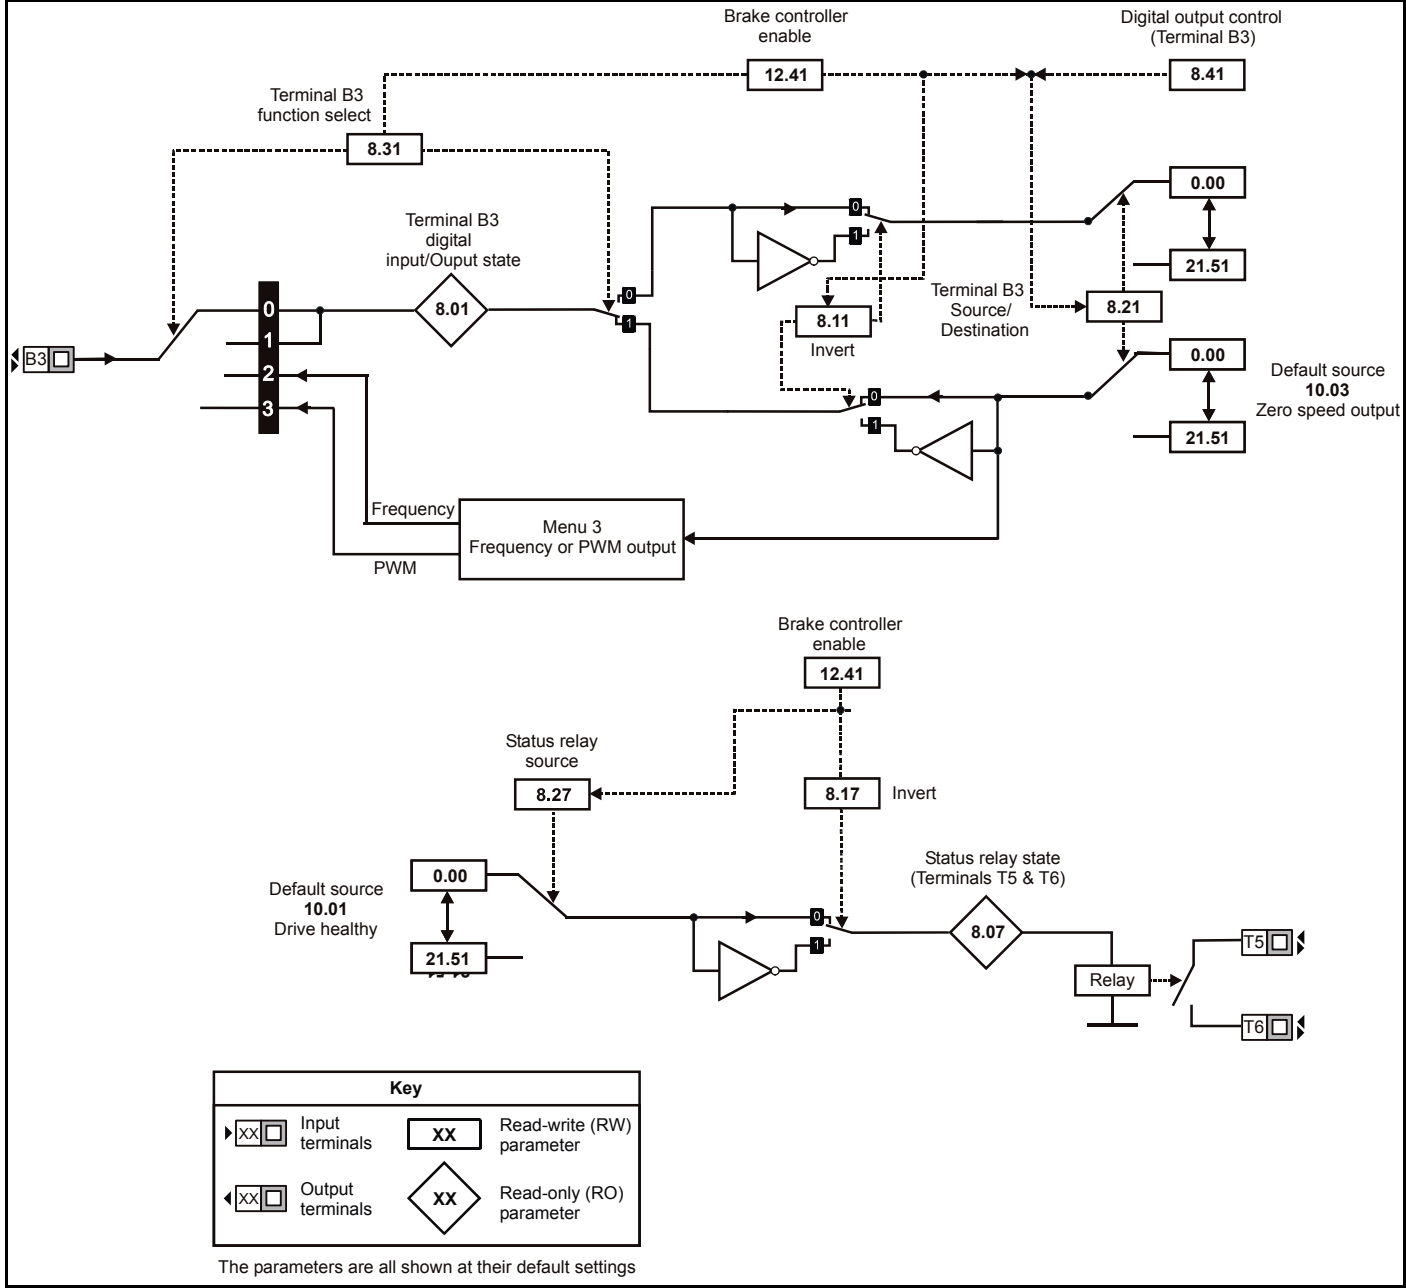 Brake controller
enable
12.41
Digital output control
(Terminal B3)
8.41
Terminal B3
function select
8.31
Terminal B3
digital
input/Ouput state
8.01
B3
0
1
2
3
0
1
0
1
8.11
Invert
Terminal B3
Source/
Destination
8.21
0.00
21.51
0.00
21.51
Default source
10.03
Zero speed output
0
1
Frequency
PWM
Menu 3
Frequency or PWM output
Brake controller
enable
12.41
Status relay
source
8.27
8.17
Invert
Default source
10.01
Drive healthy
0.00
21.51
0
1
Status relay state
(Terminals T5 & T6)
8.07
Relay
T5
T6
Key
XX
Input
terminals
XX
Read-write (RW)
parameter
XX
Output
terminals
XX
Read-only (RO)
parameter
The parameters are all shown at their default settings